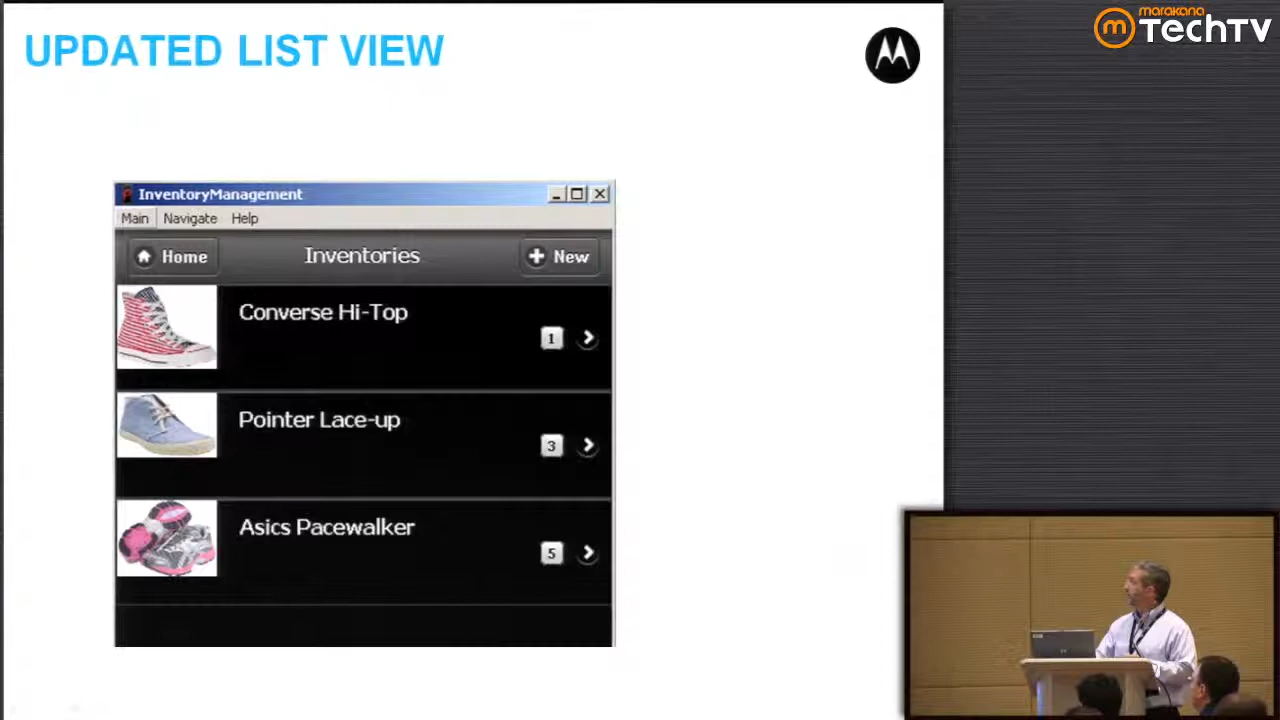 UPDATED LIST VIEW
marakana
TechTV
InventoryManagement
Main Navigate Help
Home Inventories New
Converse Hi-Top
1
Pointer Lace-up
3
Asics Pacewalker
5